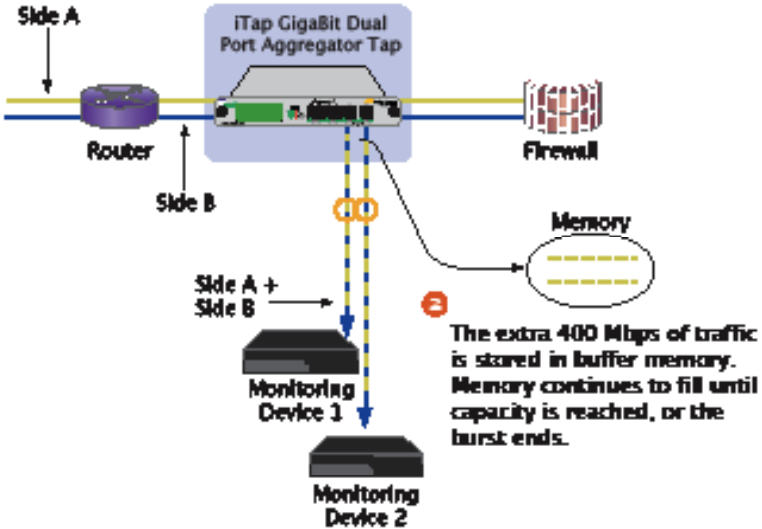 Side A
iTap GigaBit Dual
Port Aggregator Tap
Router
Firewall
Side B
Memory
Side A +
Side B
2
The extra 400 Mbps of traffic
is stored in buffer memory.
Memory continues to fill until
capacity is reached, or the
burst ends.
Monitoring
Device 1
Monitoring
Device 2